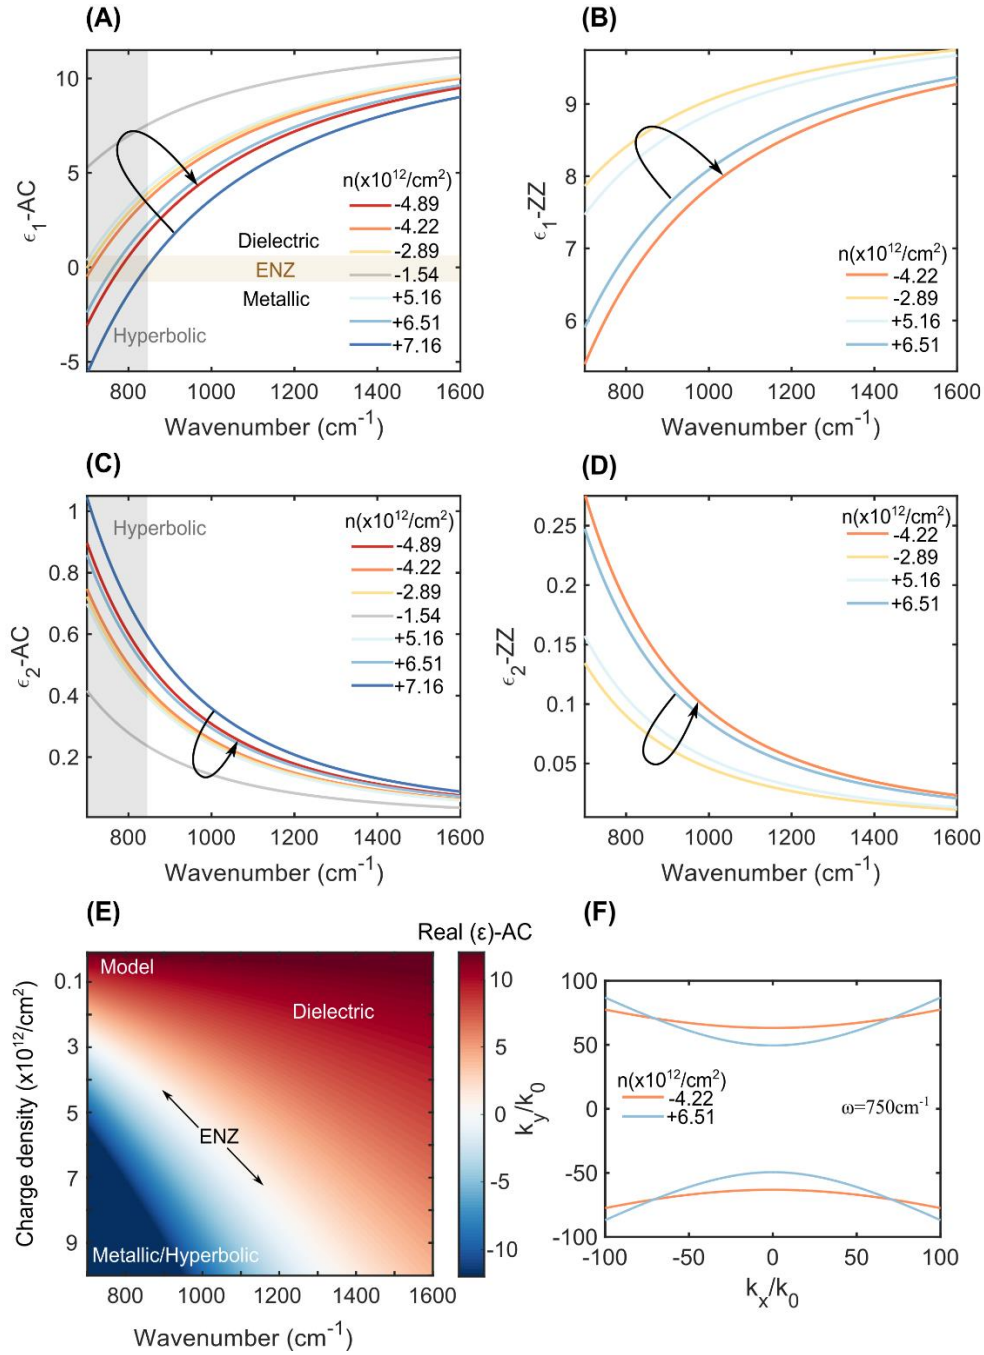 (A)
ϵ1-AC
10
5
0
-5
800 1000 1200 1400 1600
Wavenumber (cm-1)
Dielectric
ENZ
Metallic
Hyperbolic
n(x10^12/cm^2)
-4.89
-4.22
-2.89
-1.54
+5.16
+6.51
+7.16
(B)
ϵ1-ZZ
9
8
7
6
800 1000 1200 1400 1600
Wavenumber (cm-1)
n(x10^12/cm^2)
-4.22
-2.89
+5.16
+6.51
(C)
ϵ2-AC
1
0.8
0.6
0.4
0.2
800 1000 1200 1400 1600
Wavenumber (cm-1)
Hyperbolic
n(x10^12/cm^2)
-4.89
-4.22
-2.89
-1.54
+5.16
+6.51
+7.16
(D)
ϵ2-ZZ
0.25
0.2
0.15
0.1
0.05
800 1000 1200 1400 1600
Wavenumber (cm-1)
n(x10^12/cm^2)
-4.22
-2.89
+5.16
+6.51
(E)
Real (ε)-AC
Charge density (x10^12/cm^2)
0.1
3
5
7
9
800 1000 1200 1400 1600
Wavenumber (cm-1)
Model
Dielectric
ENZ
Metallic/Hyperbolic
10
5
0
-5
-10
(F)
ky/k0
100
50
0
-50
-100
-100 -50 0 50 100
kx/k0
n(x10^12/cm^2)
-4.22
+6.51
ω=750cm-1